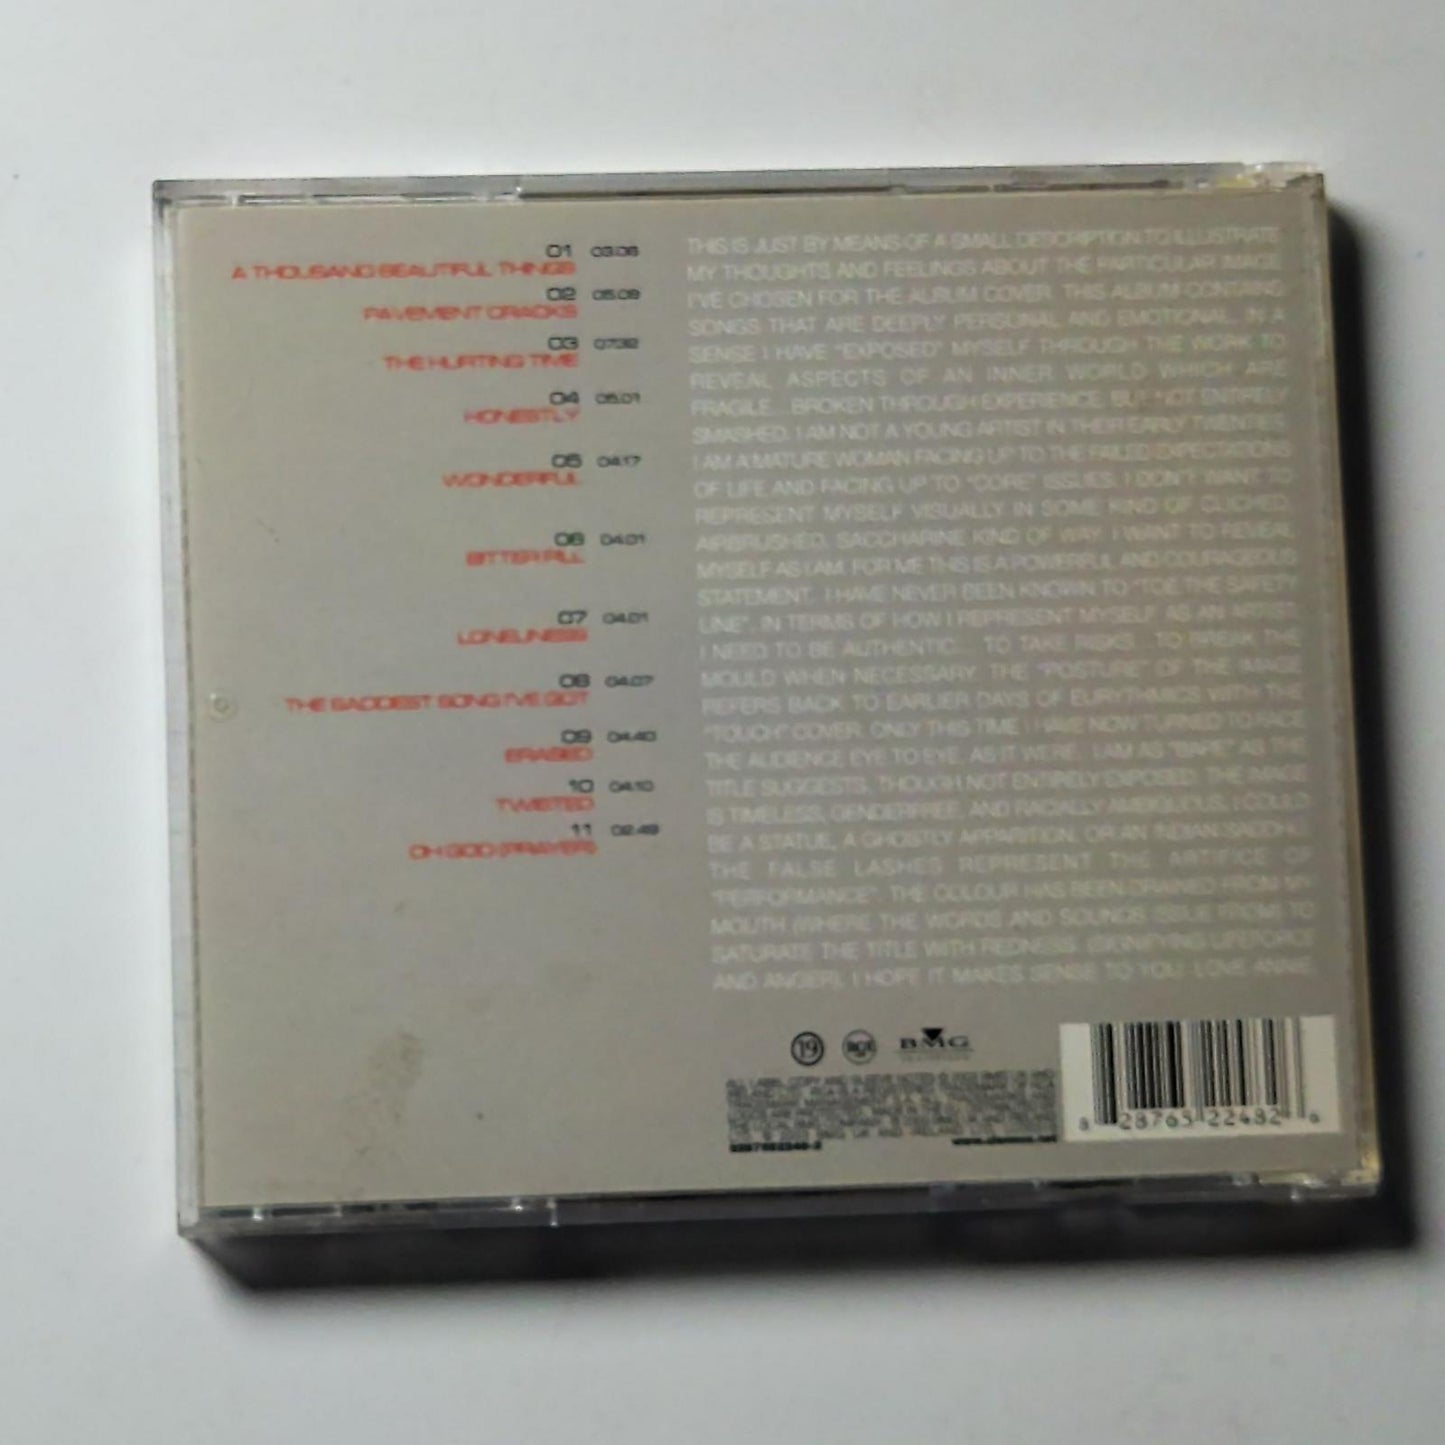 01 03:06
A THOUSAND BEAUTIFUL THINGS
02 05:09
PAVEMENT CRACKS
03 07:32
THE HURTING TIME
04 05:01
HONESTLY
05 04:17
WONDERFUL
06 04:01
BITTER PILL
07 04:01
LONELINESS
08 04:07
THE SADDEST SONG I'VE GOT
09 04:40
ERASED
10 04:10
TWISTED
11 02:49
OH GOD (PRAYER)
THIS IS JUST BY MEANS OF A SMALL DESCRIPTION TO ILLUSTRATE
MY THOUGHTS AND FEELINGS ABOUT THE PARTICULAR IMAGE
I'VE CHOSEN FOR THE ALBUM COVER. THIS ALBUM CONTAINS
SONGS THAT ARE DEEPLY PERSONAL AND EMOTIONAL. IN A
SENSE I HAVE "EXPOSED" MYSELF THROUGH THE WORK TO
REVEAL ASPECTS OF AN INNER WORLD WHICH ARE
FRAGILE... BROKEN THROUGH EXPERIENCE, BUT NOT ENTIRELY
SMASHED. I AM NOT A YOUNG ARTIST IN THEIR EARLY TWENTIES.
I AM A MATURE WOMAN FACING UP TO THE FAILED EXPECTATIONS
OF LIFE AND FACING UP TO "CORE" ISSUES. I DON'T WANT TO
REPRESENT MYSELF VISUALLY IN SOME KIND OF CLICHED,
AIRBRUSHED, SACCHARINE KIND OF WAY. I WANT TO REVEAL
MYSELF AS I AM. FOR ME THIS IS A POWERFUL AND COURAGEOUS
STATEMENT. I HAVE NEVER BEEN KNOWN TO "TOE THE SAFETY
LINE", IN TERMS OF HOW I REPRESENT MYSELF AS AN ARTIST.
I NEED TO BE AUTHENTIC... TO TAKE RISKS... TO BREAK THE
MOULD WHEN NECESSARY. THE "POSTURE" OF THE IMAGE
REFERS BACK TO EARLIER DAYS OF EURYTHMICS WITH THE
"TOUCH" COVER. ONLY THIS TIME I HAVE NOW TURNED TO FACE
THE AUDIENCE EYE TO EYE, AS IT WERE. I AM AS "BARE" AS THE
TITLE SUGGESTS, THOUGH NOT ENTIRELY EXPOSED. THE IMAGE
IS TIMELESS, GENDERFREE, AND RACIALLY AMBIGUOUS. I COULD
BE A STATUE, A GHOSTLY APPARITION, OR AN INDIAN SADDHU.
THE FALSE LASHES REPRESENT THE ARTIFICE OF
"PERFORMANCE". THE COLOUR HAS BEEN DRAINED FROM MY
MOUTH (WHERE THE WORDS AND SOUNDS ISSUE FROM) TO
SATURATE THE TITLE WITH REDNESS. (SIGNIFYING LIFEFORCE
AND ANGER). I HOPE IT MAKES SENSE TO YOU. LOVE ANNIE.
19 RCA BMG
8 28765 22482 6